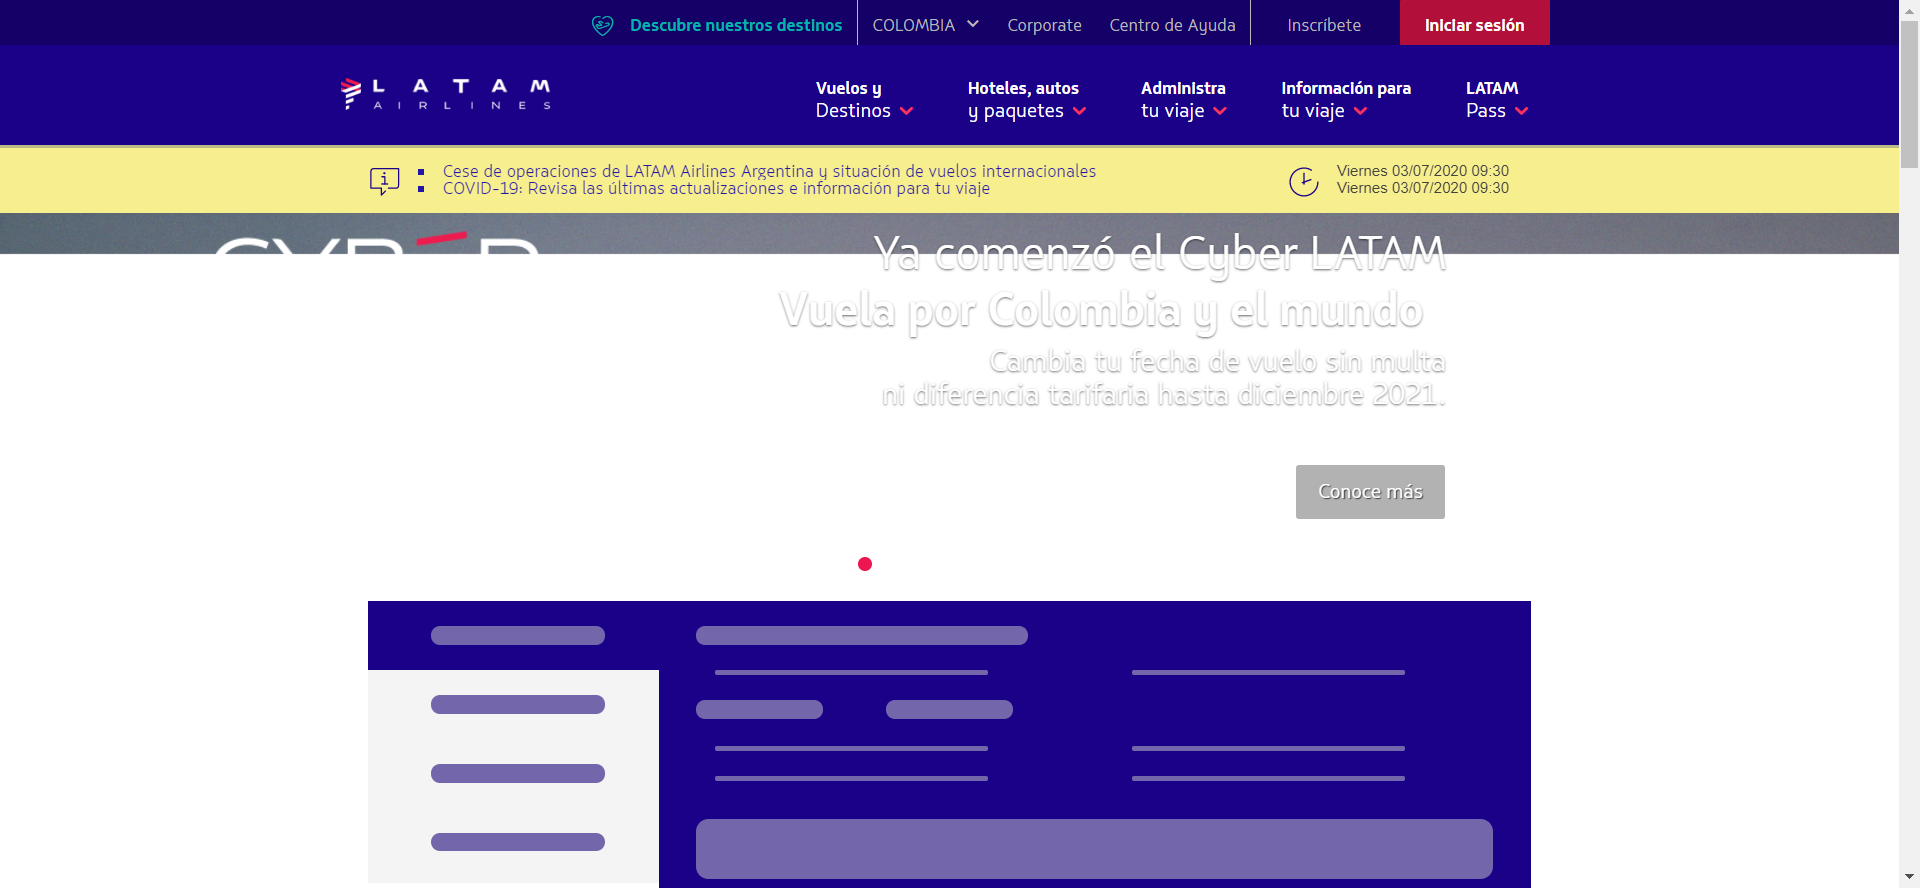 Descubre nuestros destinos
COLOMBIA
Corporate
Centro de Ayuda
Inscríbete
Iniciar sesión
LATAM
AIRLINES
Vuelos y
Destinos
Hoteles, autos
y paquetes
Administra
tu viaje
Información para
tu viaje
LATAM
Pass
Cese de operaciones de LATAM Airlines Argentina y situación de vuelos internacionales
COVID-19: Revisa las últimas actualizaciones e información para tu viaje
Viernes 03/07/2020 09:30
Viernes 03/07/2020 09:30
Ya comenzó el Cyber LATAM
Vuela por Colombia y el mundo
Cambia tu fecha de vuelo sin multa
ni diferencia tarifaria hasta diciembre 2021.
Conoce más